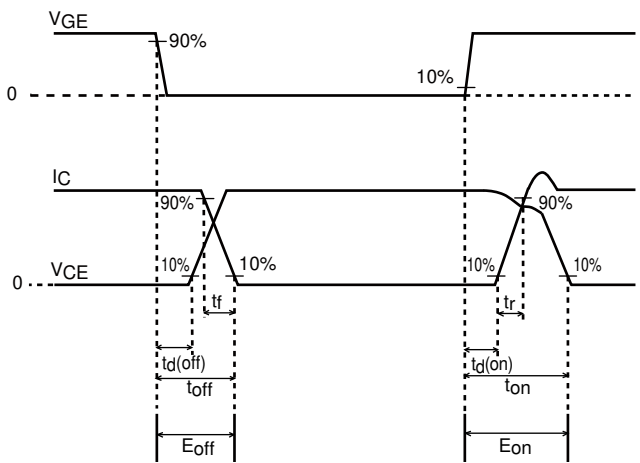 VGE
90%
10%
0
IC
90%
90%
VCE
10%
10%
10%
10%
0
tf
tr
td(off)
td(on)
toff
ton
Eoff
Eon